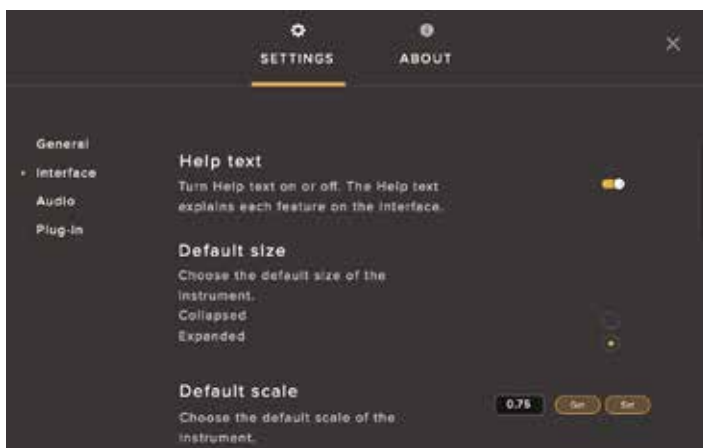 SETTINGS
ABOUT
General
Interface
Audio
Plug-in
Help text
Turn Help text on or off. The Help text
explains each feature on the interface.
Default size
Choose the default size of the
instrument.
Collapsed
Expanded
Default scale
Choose the default scale of the
instrument.
0.75
Set